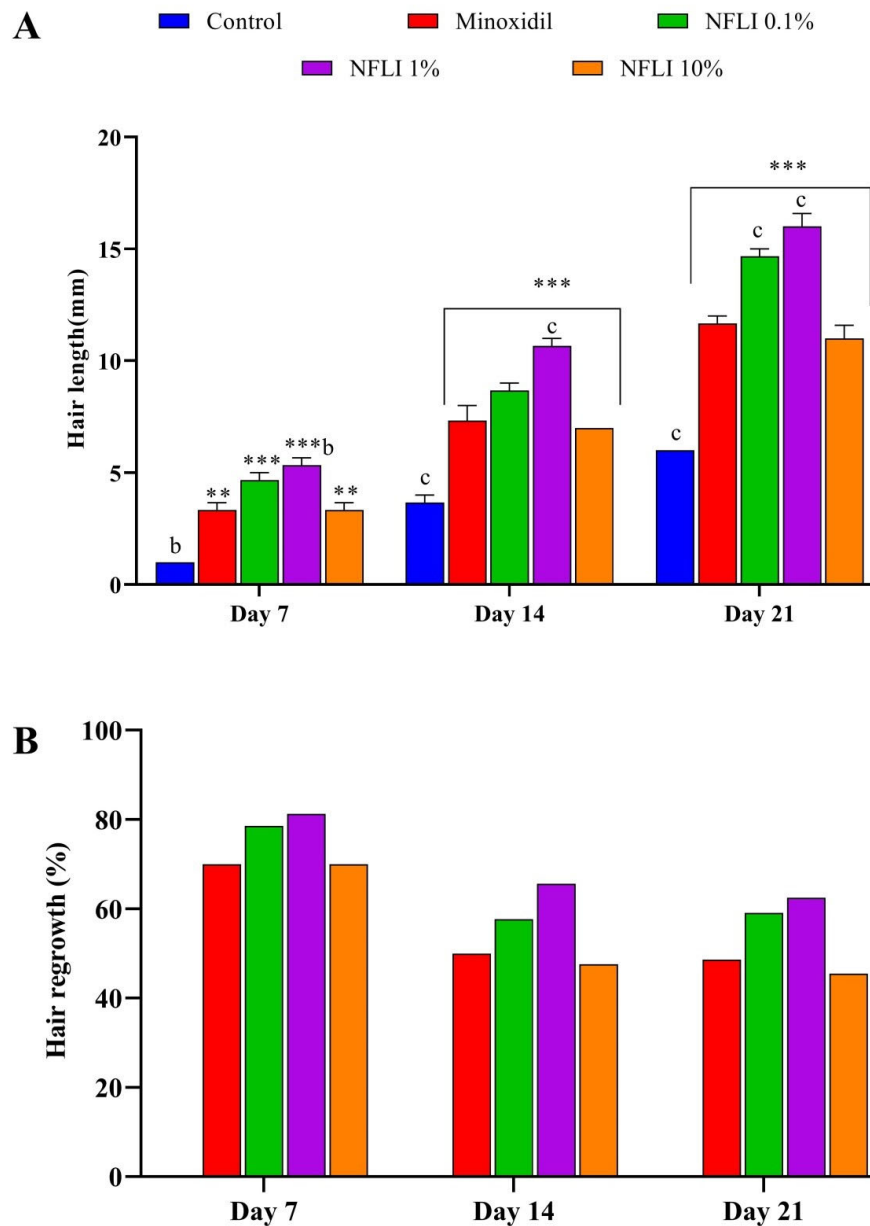 A
Control Minoxidil NFLI 0.1%
NFLI 1% NFLI 10%
Hair length(mm)
20
15
10
5
0
***
c c
c
***
c
c
***b
***
** **
b
Day 7 Day 14 Day 21
B
Hair regrowth (%)
100
80
60
40
20
0
Day 7 Day 14 Day 21